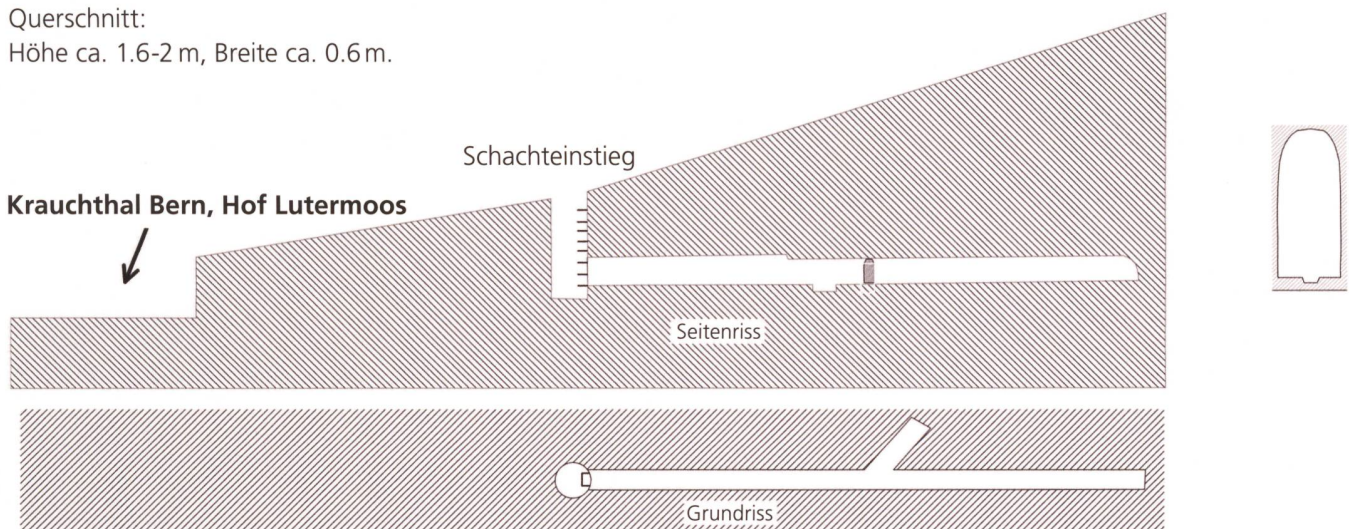 Querschnitt:
Höhe ca. 1.6-2 m, Breite ca. 0.6 m.
Schachteinstieg
Krauchthal Bern, Hof Lutermoos
Seitenriss
Grundriss